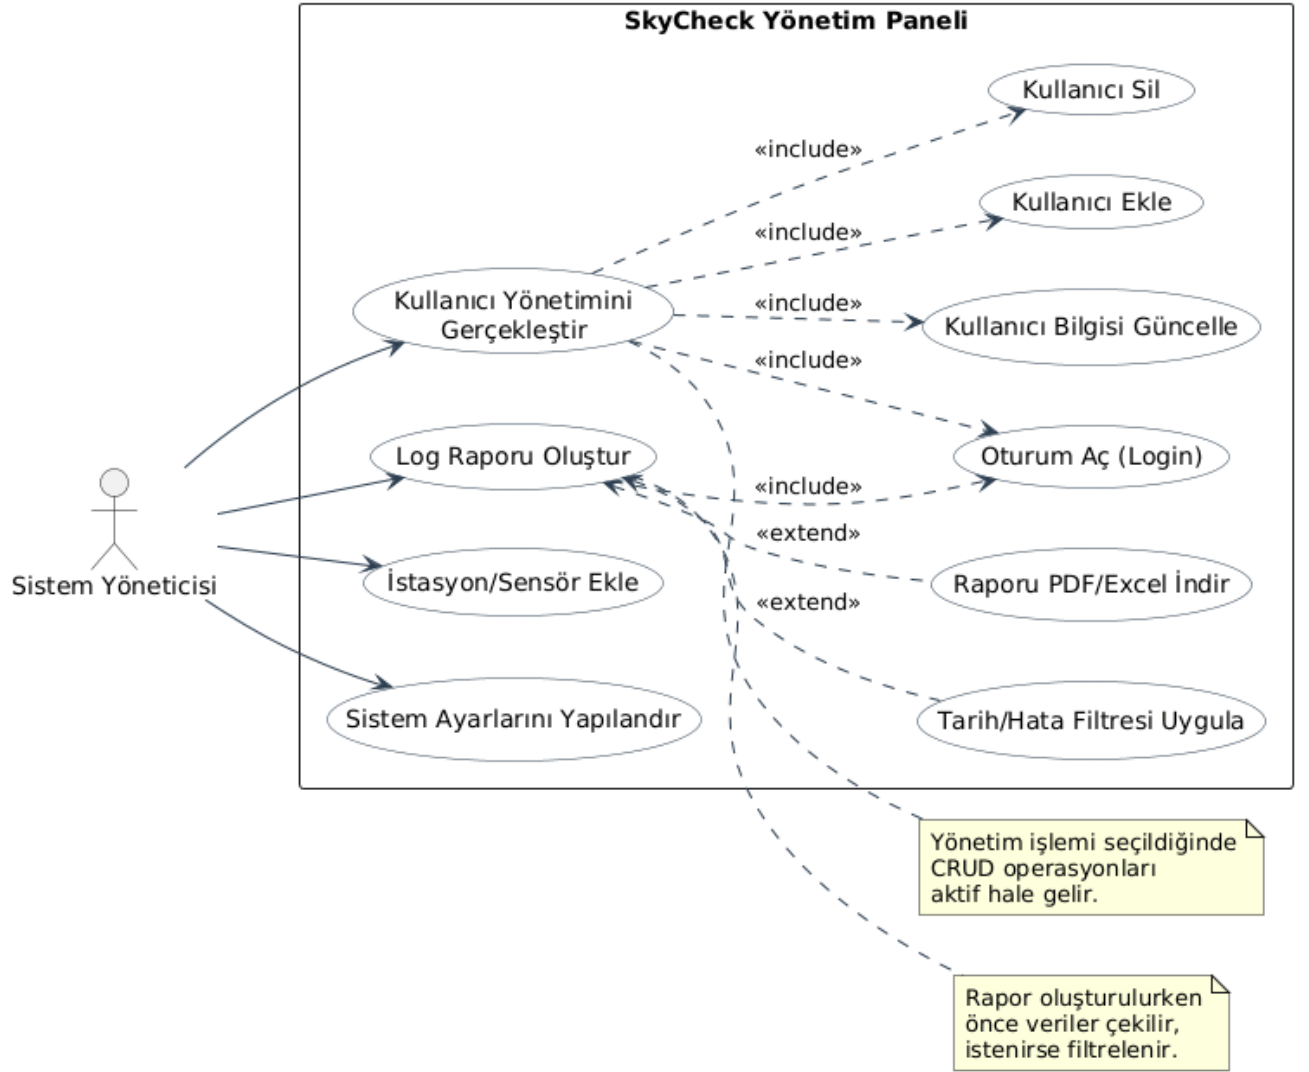 SkyCheck Yönetim Paneli
Kullanıcı Sil
«include»
Kullanıcı Ekle
«include»
Kullanıcı Yönetimini
Gerçekleştir
«include»
Kullanıcı Bilgisi Güncelle
«include»
Log Raporu Oluştur
Oturum Aç (Login)
«include»
«extend»
Sistem Yöneticisi
İstasyon/Sensör Ekle
Raporu PDF/Excel İndir
«extend»
Sistem Ayarlarını Yapılandır
Tarih/Hata Filtresi Uygula
Yönetim işlemi seçildiğinde
CRUD operasyonları
aktif hale gelir.
Rapor oluşturulurken
önce veriler çekilir,
istenirse filtrelenir.